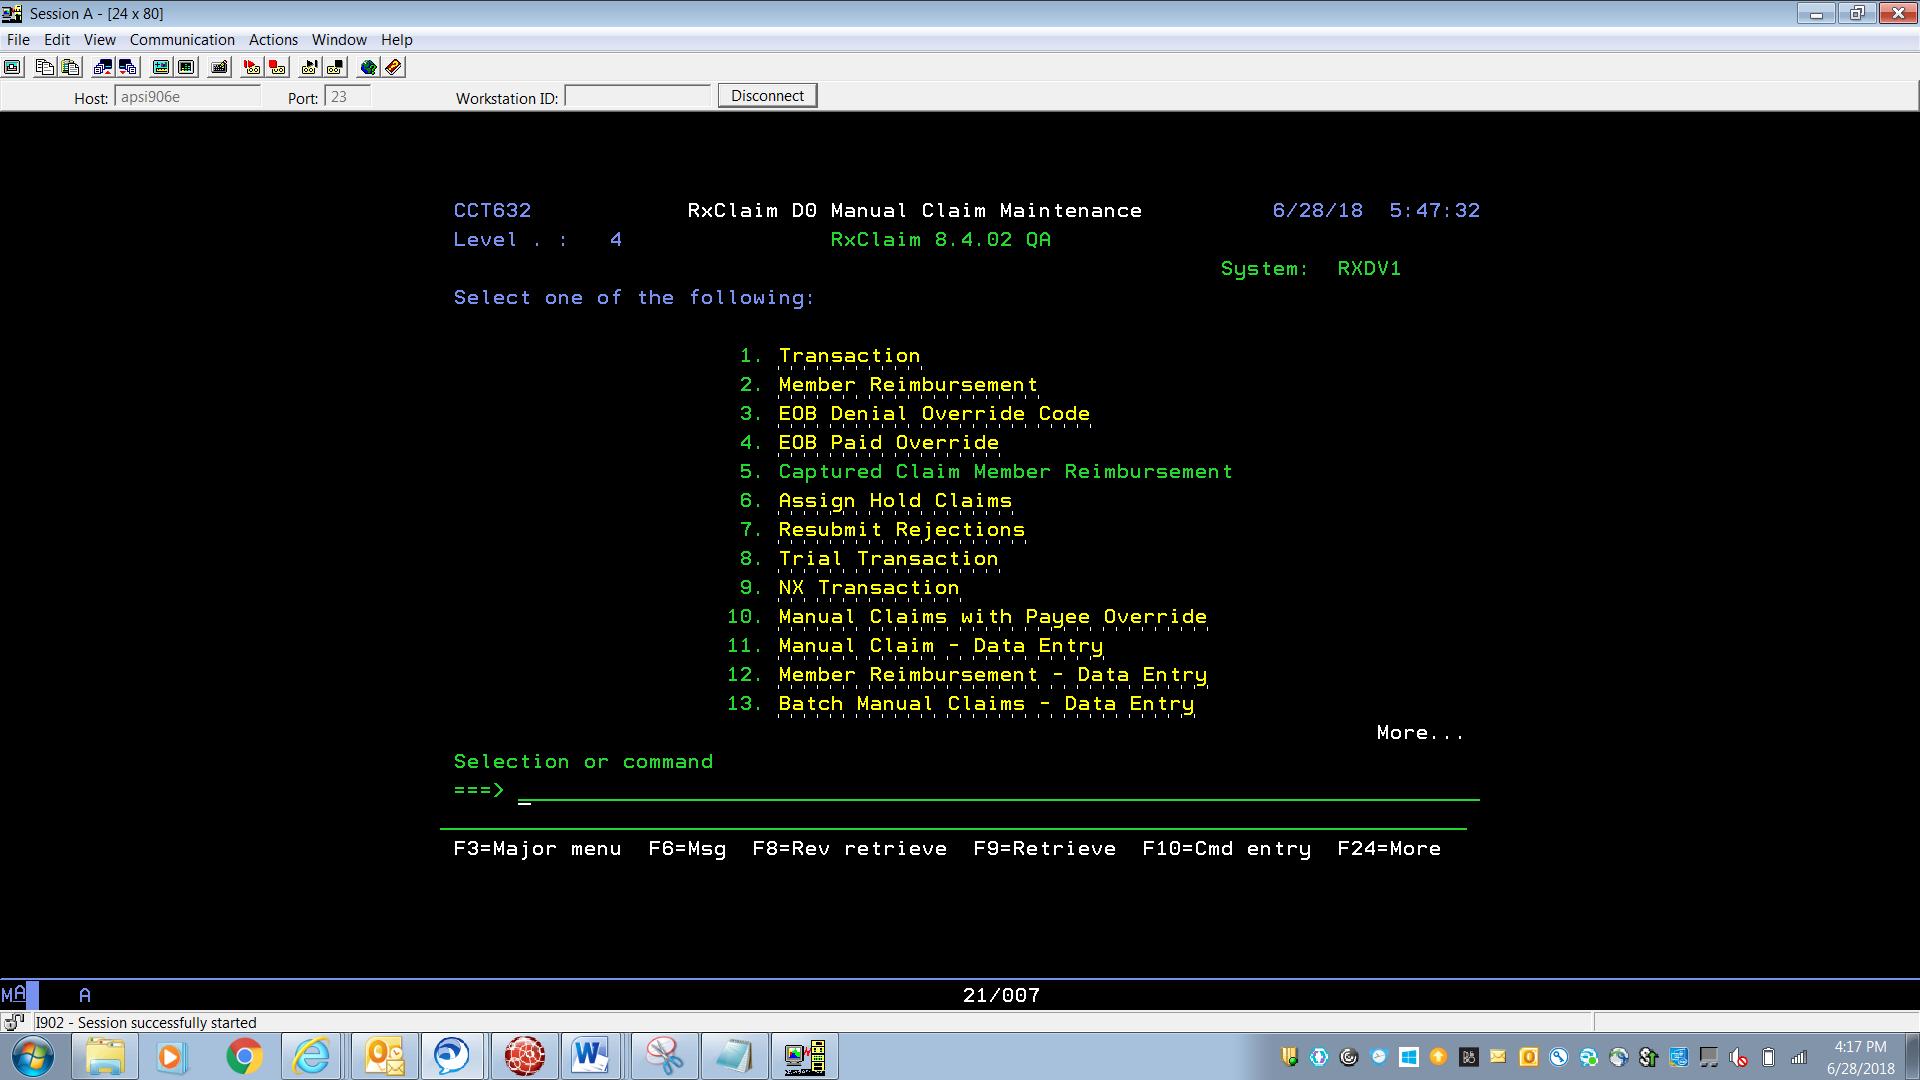 Session A - [24 x 80]
File Edit View Communication Actions Window Help
Host: apsi906e Port: 23 Workstation ID: Disconnect
CCT632 RxClaim D0 Manual Claim Maintenance 6/28/18 5:47:32
Level . : 4 RxClaim 8.4.02 QA
System: RXDV1
Select one of the following:
1. Transaction
2. Member Reimbursement
3. EOB Denial Override Code
4. EOB Paid Override
5. Captured Claim Member Reimbursement
6. Assign Hold Claims
7. Resubmit Rejections
8. Trial Transaction
9. NX Transaction
10. Manual Claims with Payee Override
11. Manual Claim - Data Entry
12. Member Reimbursement - Data Entry
13. Batch Manual Claims - Data Entry
More...
Selection or command
===>
F3=Major menu F6=Msg F8=Rev retrieve F9=Retrieve F10=Cmd entry F24=More
MA A 21/007
I902 - Session successfully started
4:17 PM
6/28/2018